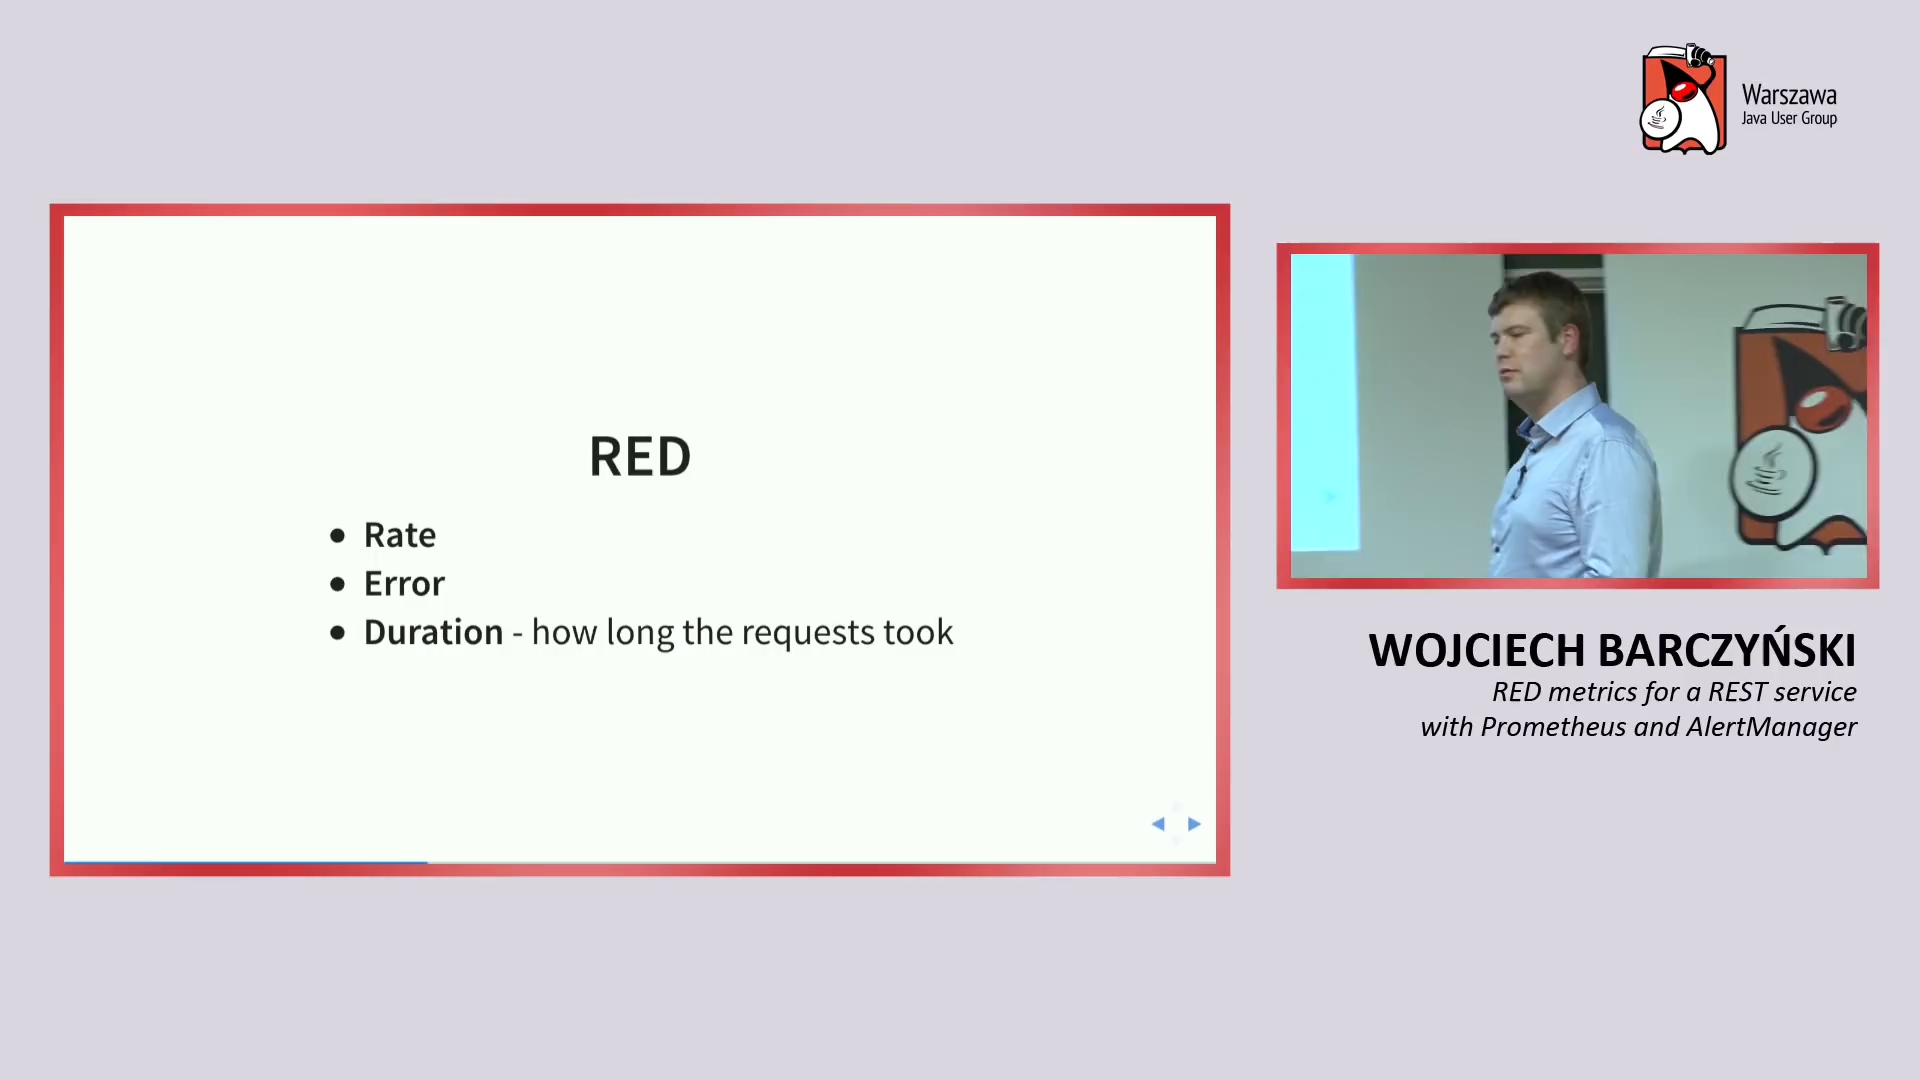 Warszawa
Java User Group
RED
• Rate
• Error
• Duration - how long the requests took
WOJCIECH BARCZYŃSKI
RED metrics for a REST service
with Prometheus and AlertManager